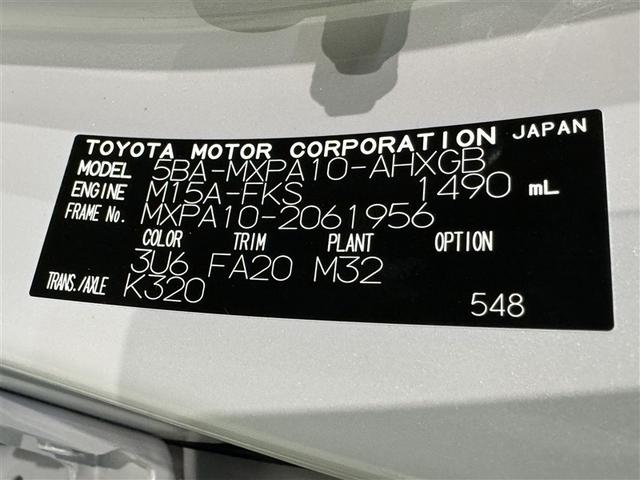 TOYOTA MOTOR CORPORATION JAPAN
MODEL 5BA-MXPA10-AHXGB
ENGINE M15A-FKS 1490 mL
FRAME No. MXPA10-2061956
COLOR TRIM PLANT OPTION
3U6 FA20 M32
TRANS./AXLE K320
548